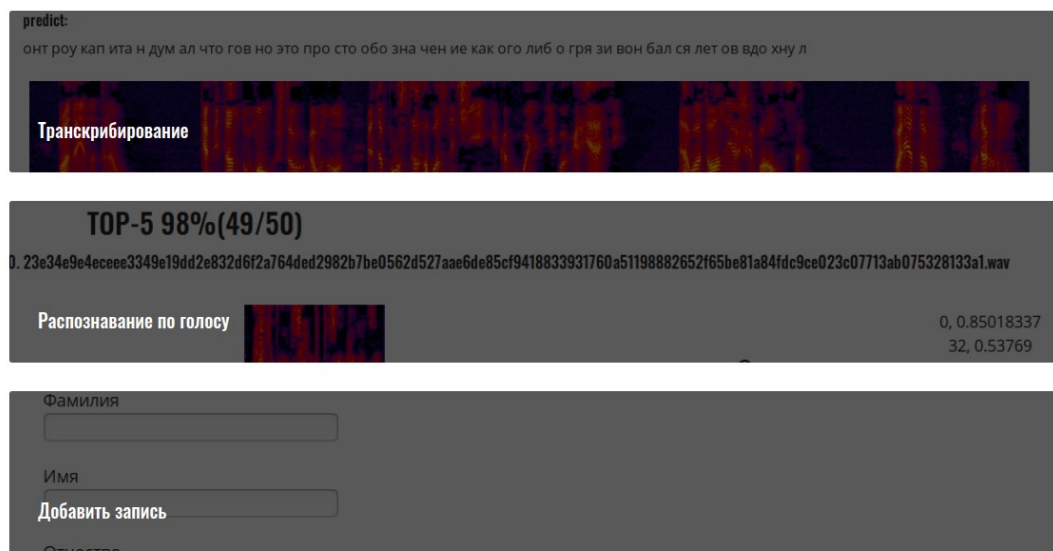 predict:
онт роу кап ита н дум ал что гов но это про сто обо зна чен ие как ого либ о гря зи вон бал ся лет ов вдо хну л
Транскрибирование
TOP-5 98%(49/50)
0. 23e34e9e4eceee3349e19dd2e832d6f2a764ded2982b7be0562d527aae6de85cf9418833931760a51198882652f65be81a84fdc9ce023c07713ab075328133a1.wav
Распознавание по голосу
0, 0.85018337
32, 0.53769
Фамилия
Имя
Добавить запись